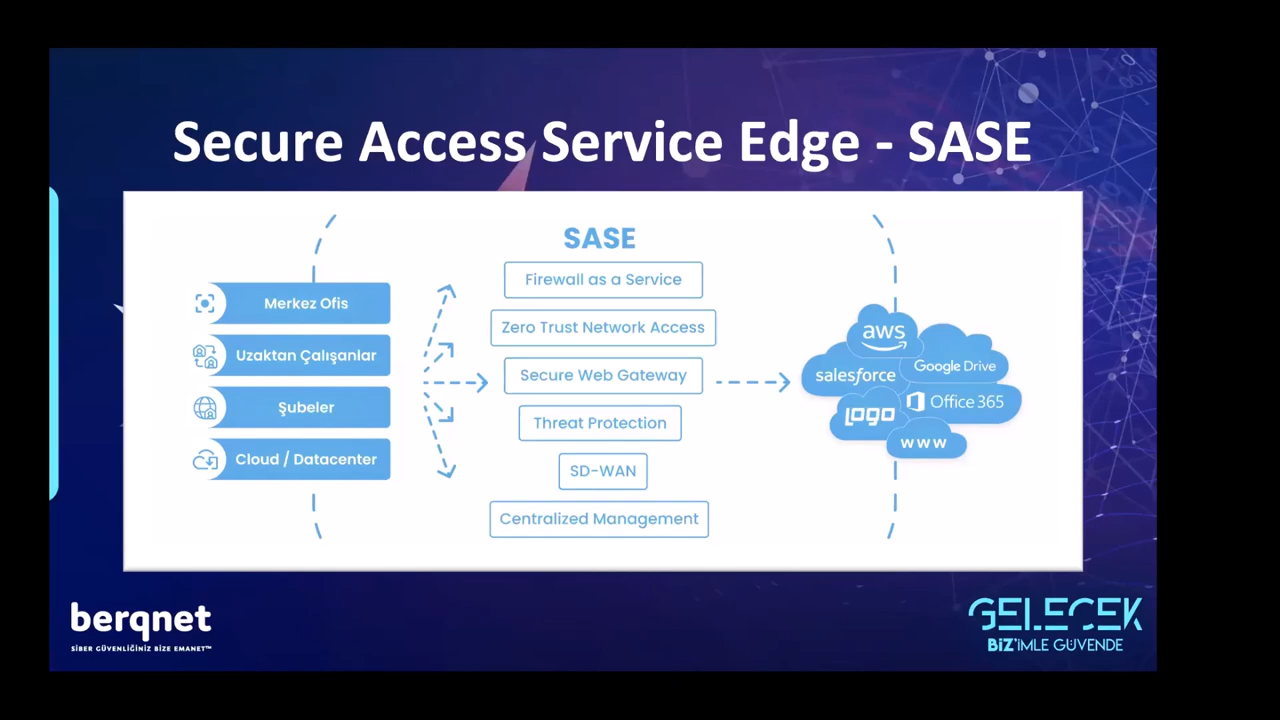 Secure Access Service Edge - SASE
SASE
Merkez Ofis
Uzaktan Çalışanlar
Şubeler
Cloud / Datacenter
Firewall as a Service
Zero Trust Network Access
Secure Web Gateway
Threat Protection
SD-WAN
Centralized Management
aws
salesforce
Google Drive
Office 365
LOGO
www
berqnet
SİBER GÜVENLİĞİNİZ BİZE EMANET™
GELECEK
BİZ'İMLE GÜVENDE